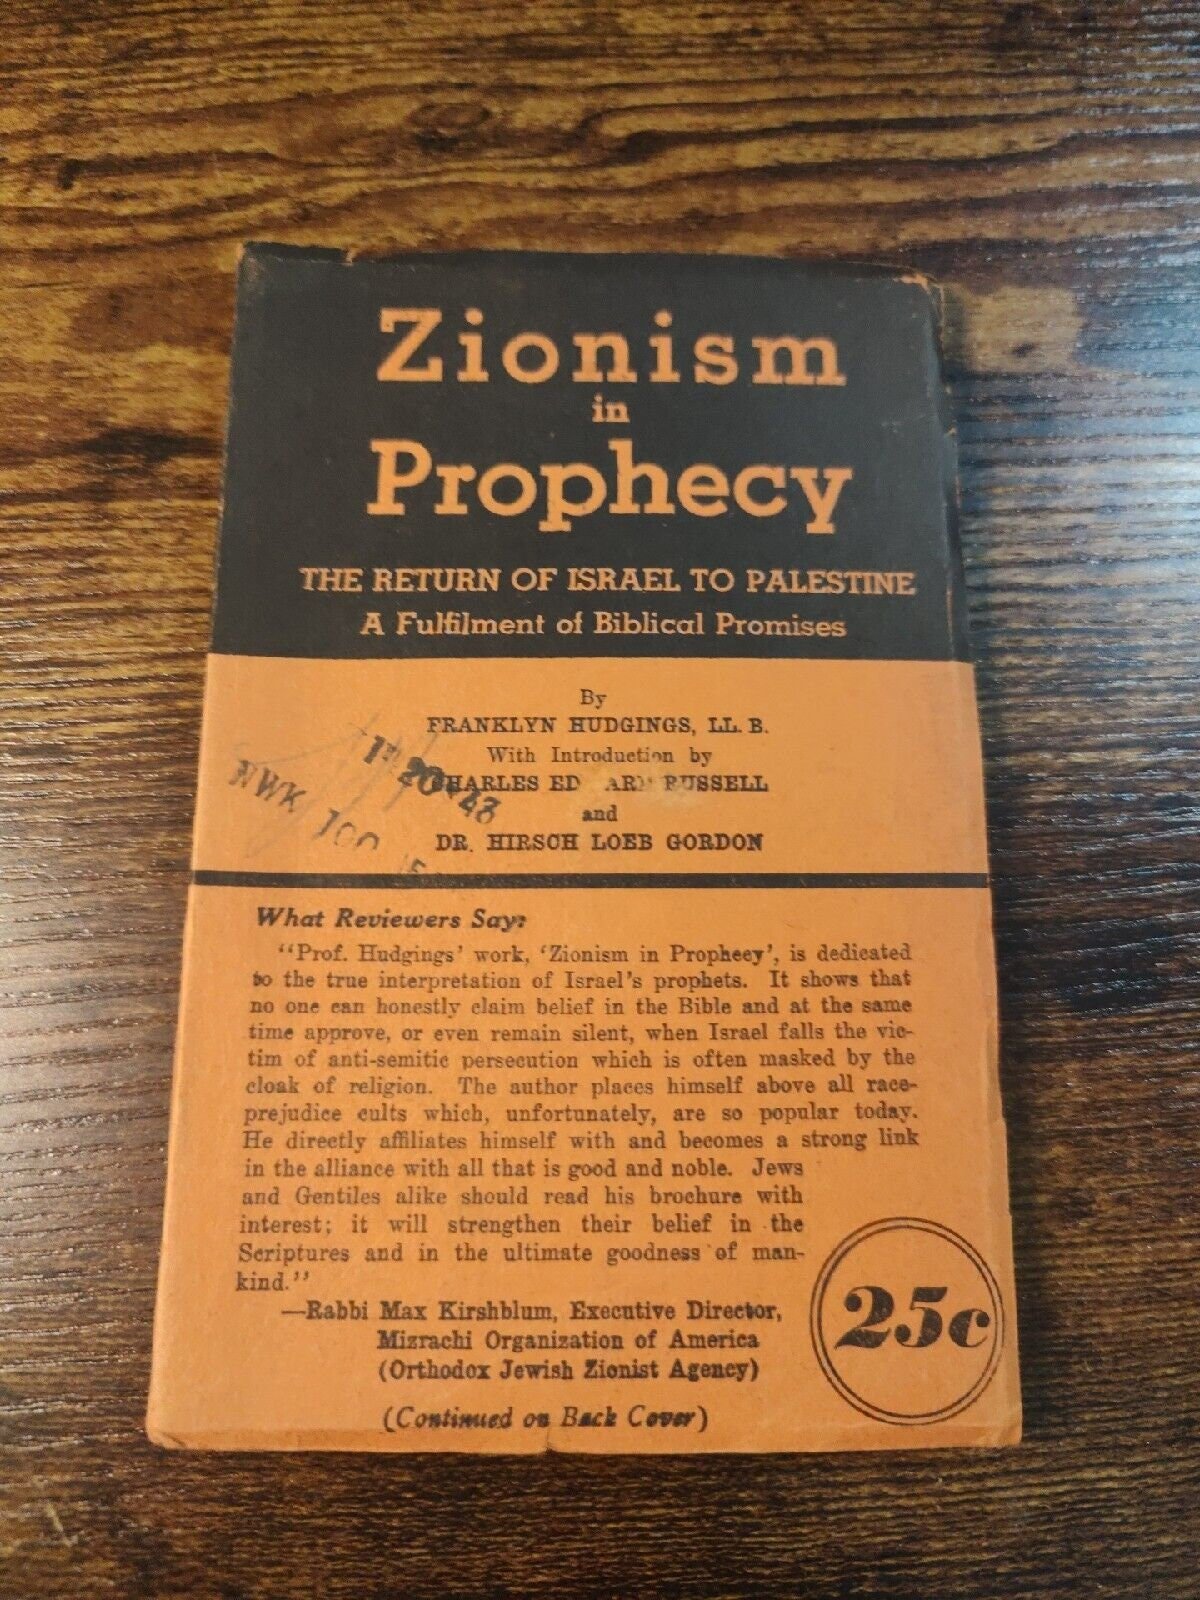 Zionism
in
Prophecy
THE RETURN OF ISRAEL TO PALESTINE
A Fulfilment of Biblical Promises
By
FRANKLYN HUDGINGS, LL. B.
With Introduction by
CHARLES ED ARD RUSSELL
and
DR. HIRSCH LOEB GORDON
NWK
100
What Reviewers Say:
"Prof. Hudgings' work, 'Zionism in Prophecy', is dedicated
to the true interpretation of Israel's prophets. It shows that
no one can honestly claim belief in the Bible and at the same
time approve, or even remain silent, when Israel falls the vic-
tim of anti-semitic persecution which is often masked by the
cloak of religion. The author places himself above all race-
prejudice cults which, unfortunately, are so popular today.
He directly affiliates himself with and becomes a strong link
in the alliance with all that is good and noble. Jews
and Gentiles alike should read his brochure with
interest; it will strengthen their belief in the
Scriptures and in the ultimate goodness of man-
kind."
—Rabbi Max Kirshblum, Executive Director,
Mizrachi Organization of America
(Orthodox Jewish Zionist Agency)
(Continued on Back Cover)
25c